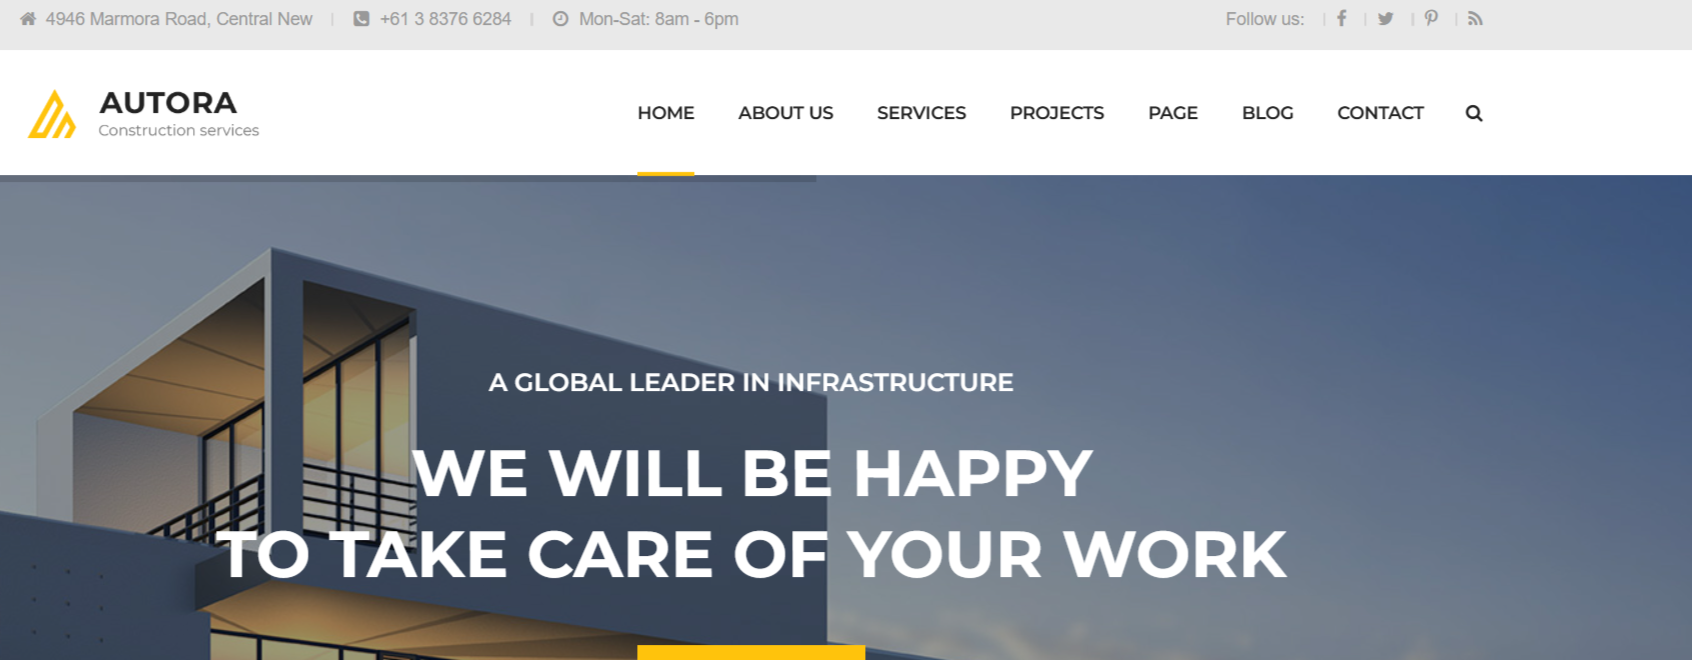 4946 Marmora Road, Central New
+61 3 8376 6284
Mon-Sat: 8am - 6pm
Follow us:
AUTORA
Construction services
HOME ABOUT US SERVICES PROJECTS PAGE BLOG CONTACT
A GLOBAL LEADER IN INFRASTRUCTURE
WE WILL BE HAPPY
TO TAKE CARE OF YOUR WORK